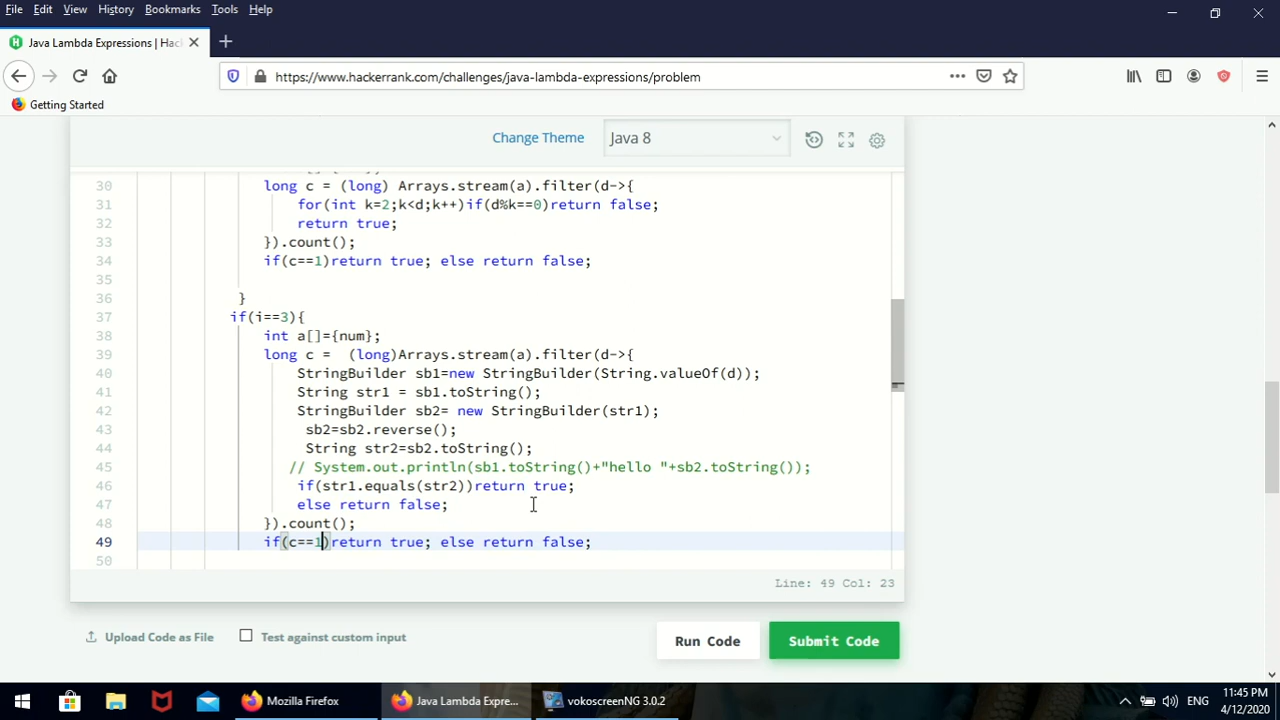 File Edit View History Bookmarks Tools Help
Java Lambda Expressions | Hac
https://www.hackerrank.com/challenges/java-lambda-expressions/problem
Getting Started
Change Theme Java 8
30 long c = (long) Arrays.stream(a).filter(d->{
31 for(int k=2;k<d;k++)if(d%k==0)return false;
32 return true;
33 }).count();
34 if(c==1)return true; else return false;
35
36 }
37 if(i==3){
38 int a[]={num};
39 long c =  (long)Arrays.stream(a).filter(d->{
40 StringBuilder sb1=new StringBuilder(String.valueOf(d));
41 String str1 = sb1.toString();
42 StringBuilder sb2= new StringBuilder(str1);
43 sb2=sb2.reverse();
44 String str2=sb2.toString();
45 // System.out.println(sb1.toString()+"hello "+sb2.toString());
46 if(str1.equals(str2))return true;
47 else return false;
48 }).count();
49 if(c==1)return true; else return false;
50
Line: 49 Col: 23
Upload Code as File Test against custom input Run Code Submit Code
Mozilla Firefox Java Lambda Expre... vokoscreenNG 3.0.2 ENG 11:45 PM
4/12/2020